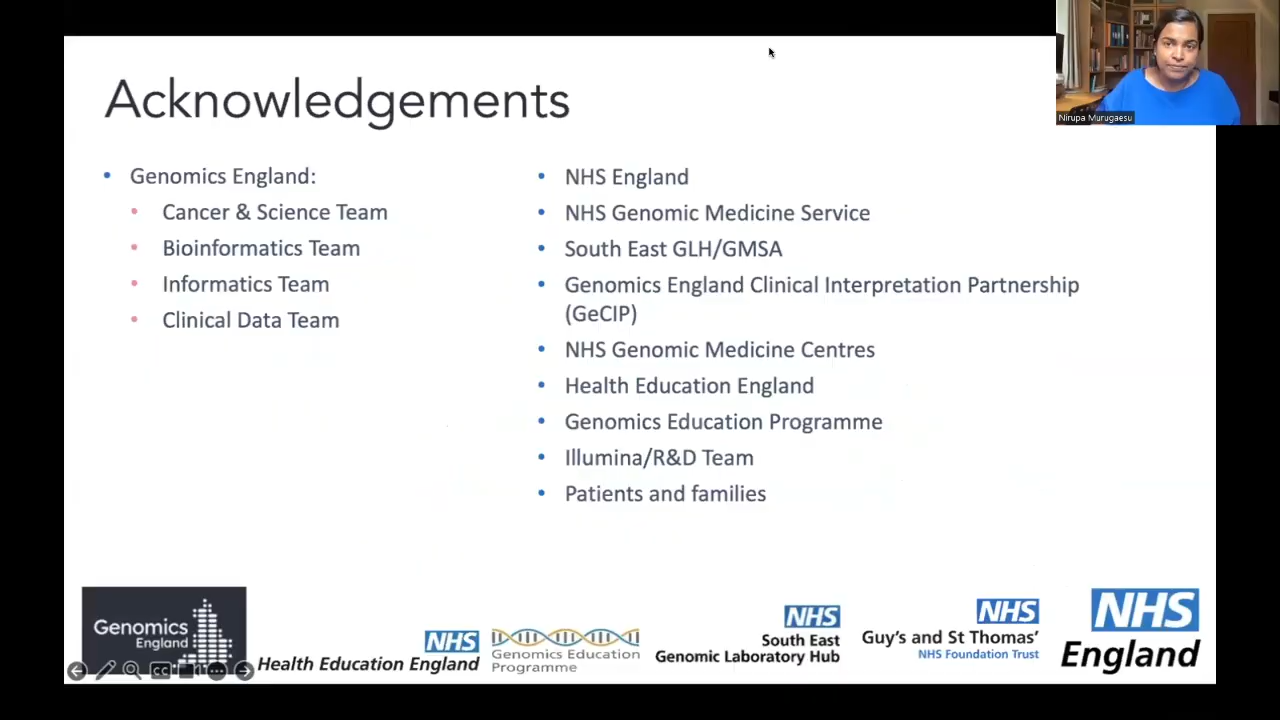 Acknowledgements
Nirupa Murugaesu
Genomics England:
Cancer & Science Team
Bioinformatics Team
Informatics Team
Clinical Data Team
NHS England
NHS Genomic Medicine Service
South East GLH/GMSA
Genomics England Clinical Interpretation Partnership
(GeCIP)
NHS Genomic Medicine Centres
Health Education England
Genomics Education Programme
Illumina/R&D Team
Patients and families
Genomics
England
NHS
Health Education England
Genomics Education
Programme
NHS
South East
Genomic Laboratory Hub
NHS
Guy's and St Thomas'
NHS Foundation Trust
NHS
England
CC